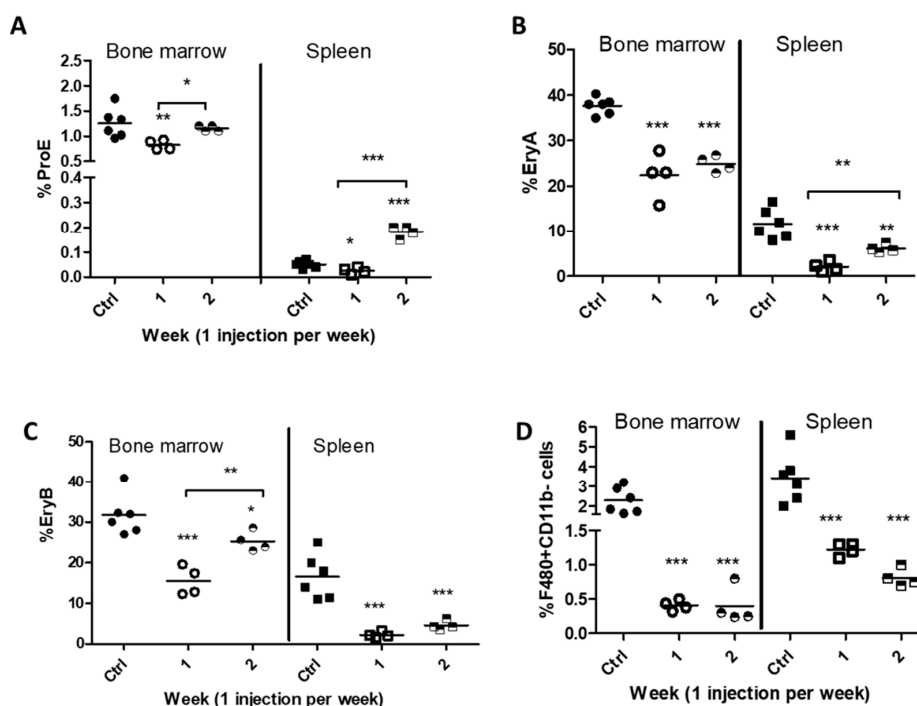 A
Bone marrow
Spleen
%ProE
2.5
2.0
1.5
1.0
0.5
0.3
0.2
0.1
0.0
**
*
*
***
***
Ctrl
1
2
Ctrl
1
2
Week (1 injection per week)
B
Bone marrow
Spleen
%EryA
50
40
30
20
10
0
***
***
***
**
**
Ctrl
1
2
Ctrl
1
2
C
Bone marrow
Spleen
%EryB
50
40
30
20
10
0
***
**
*
***
***
Ctrl
1
2
Ctrl
1
2
Week (1 injection per week)
D
Bone marrow
Spleen
%F480+CD11b- cells
6
5
4
3
2
1.5
1.0
0.5
0.0
***
***
***
***
Ctrl
1
2
Ctrl
1
2
Week (1 injection per week)